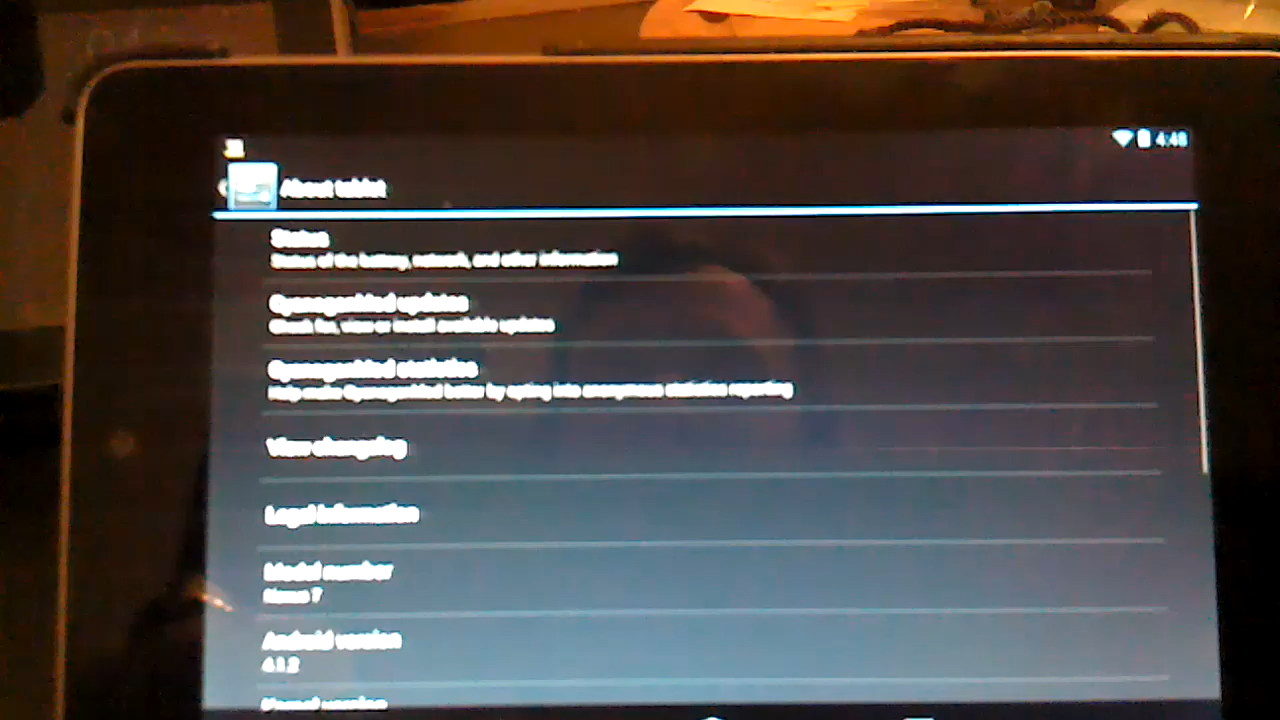 4:48
About tablet
Status
Status of the battery, network, and other information
CyanogenMod updates
Check for, view or install available updates
CyanogenMod statistics
Help make CyanogenMod better by opting into anonymous statistics reporting
View changelog
Legal information
Model number
Nexus 7
Android version
4.1.2
Kernel version